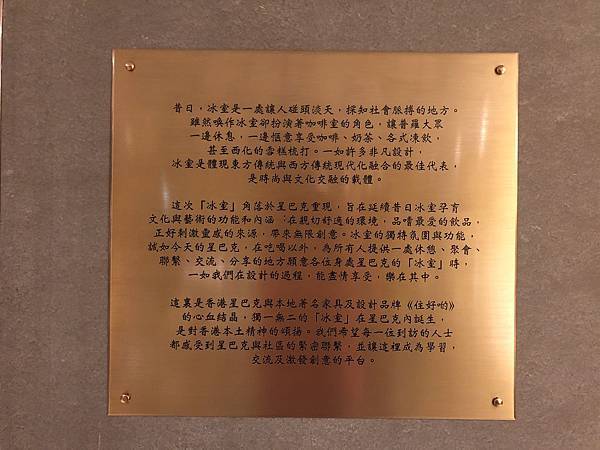 昔日，冰室是一處讓人碰頭淡天，探知社會脈搏的地方。
雖然喚作冰室卻扮演著咖啡室的角色，讓普羅大眾
一邊休息，一邊愜意享受咖啡、奶茶、各式凍飲，
甚至西化的雪糕梳打。一如許多非凡設計，
冰室是體現東方傳統與西方傳統現代化融合的最佳代表，
是時尚與文化交融的載體。
這次「冰室」角落於星巴克重現，旨在延續昔日冰室孕育
文化與藝術的功能和內涵：在親切舒適的環境，品嚐最愛的飲品，
正好刺激靈感的來源，帶來無限創意。冰室的獨特氛圍與功能，
誠如今天的星巴克，在吃喝以外，為所有人提供一處休憩、聚會、
聯繫、交流、分享的地方願意各位身處星巴克的「冰室」時，
一如我們在設計的過程，能盡情享受，樂在其中。
這裏是香港星巴克與本地著名家具及設計品牌《住好啲》
的心血結晶，獨一無二的「冰室」在星巴克內誕生，
是對香港本土精神的頌揚。我們希望每一位到訪的人士
都感受到星巴克與社區的緊密聯繫，並讓這裡成為學習，
交流及激發創意的平台。